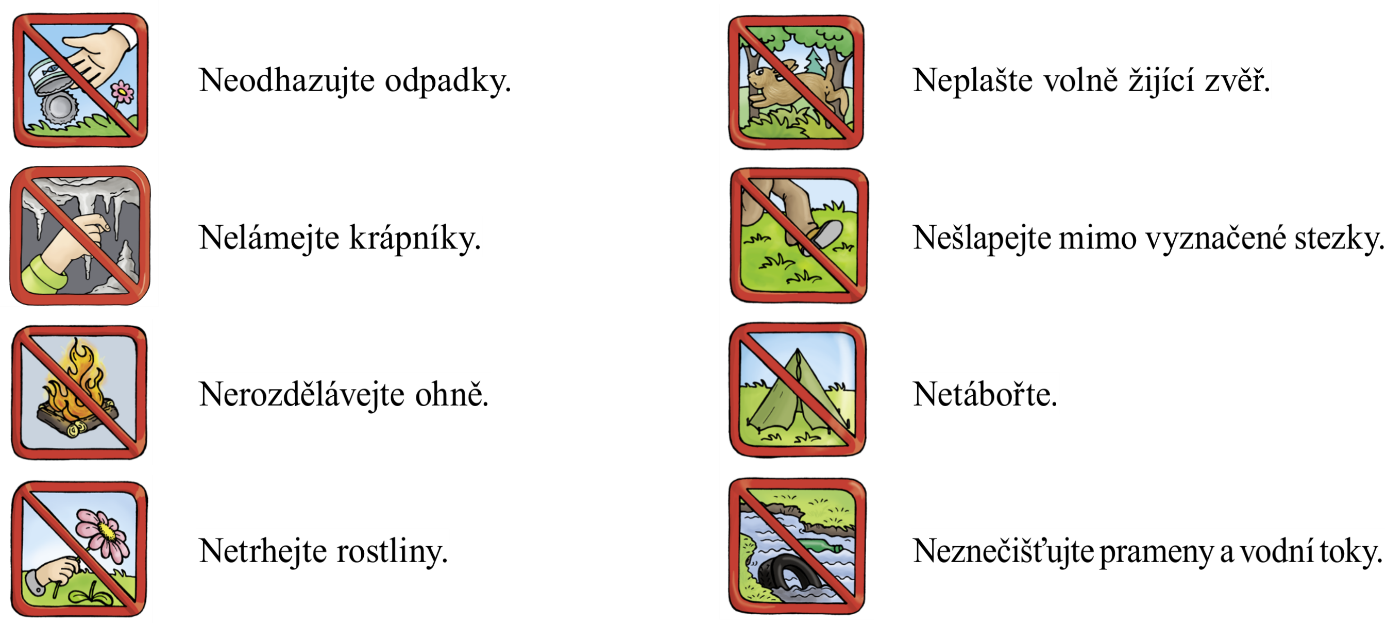 Neodhazujte odpadky.
Nelámejte krápníky.
Nerozdělávejte ohně.
Netrhejte rostliny.
Neplašte volně žijící zvěř.
Nešlapejte mimo vyznačené stezky.
Netábořte.
Neznečišťujte prameny a vodní toky.